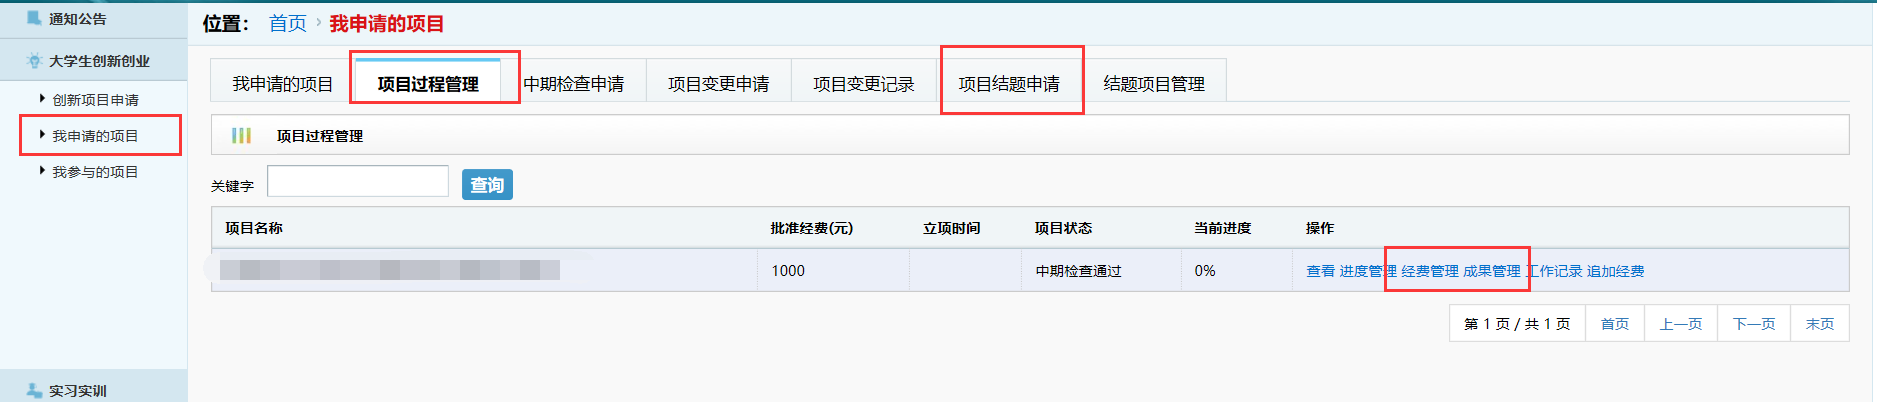 通知公告
大学生创新创业
创新项目申请
我申请的项目
我参与的项目
实习实训
位置： 首页 › 我申请的项目
我申请的项目 项目过程管理 中期检查申请 项目变更申请 项目变更记录 项目结题申请 结题项目管理
项目过程管理
关键字 查询
项目名称 批准经费(元) 立项时间 项目状态 当前进度 操作
1000 中期检查通过 0% 查看 进度管理 经费管理 成果管理 工作记录 追加经费
第 1 页 / 共 1 页 首页 上一页 下一页 末页